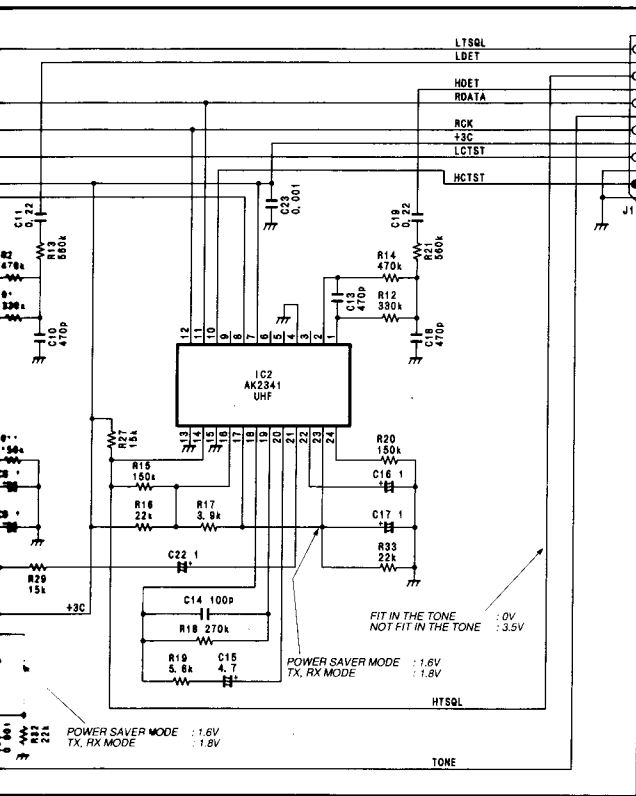 LTSQL
LDET
HDET
RDATA
RCK
+3C
LCTST
HCTST
J1
C11
0.22
R13
560k
C23
0.001
C19
0.22
R21
560k
R2
470k
R14
470k
C13
470p
R12
330k
C10
470p
C18
470p
12 11 10 9 8 7 6 5 4 3 2 1
IC2
AK2341
UHF
13 14 15 16 17 18 19 20 21 22 23 24
R27
15k
R20
150k
R15
150k
C16 1
R16
22k
R17
3.9k
C17 1
C22 1
R33
22k
R29
15k
C14 100p
+3C
R18 270k
FIT IN THE TONE : 0V
NOT FIT IN THE TONE : 3.5V
R19
5.6k
C15
4.7
POWER SAVER MODE : 1.6V
TX, RX MODE : 1.8V
HTSQL
POWER SAVER MODE : 1.6V
TX, RX MODE : 1.8V
R32
22k
TONE